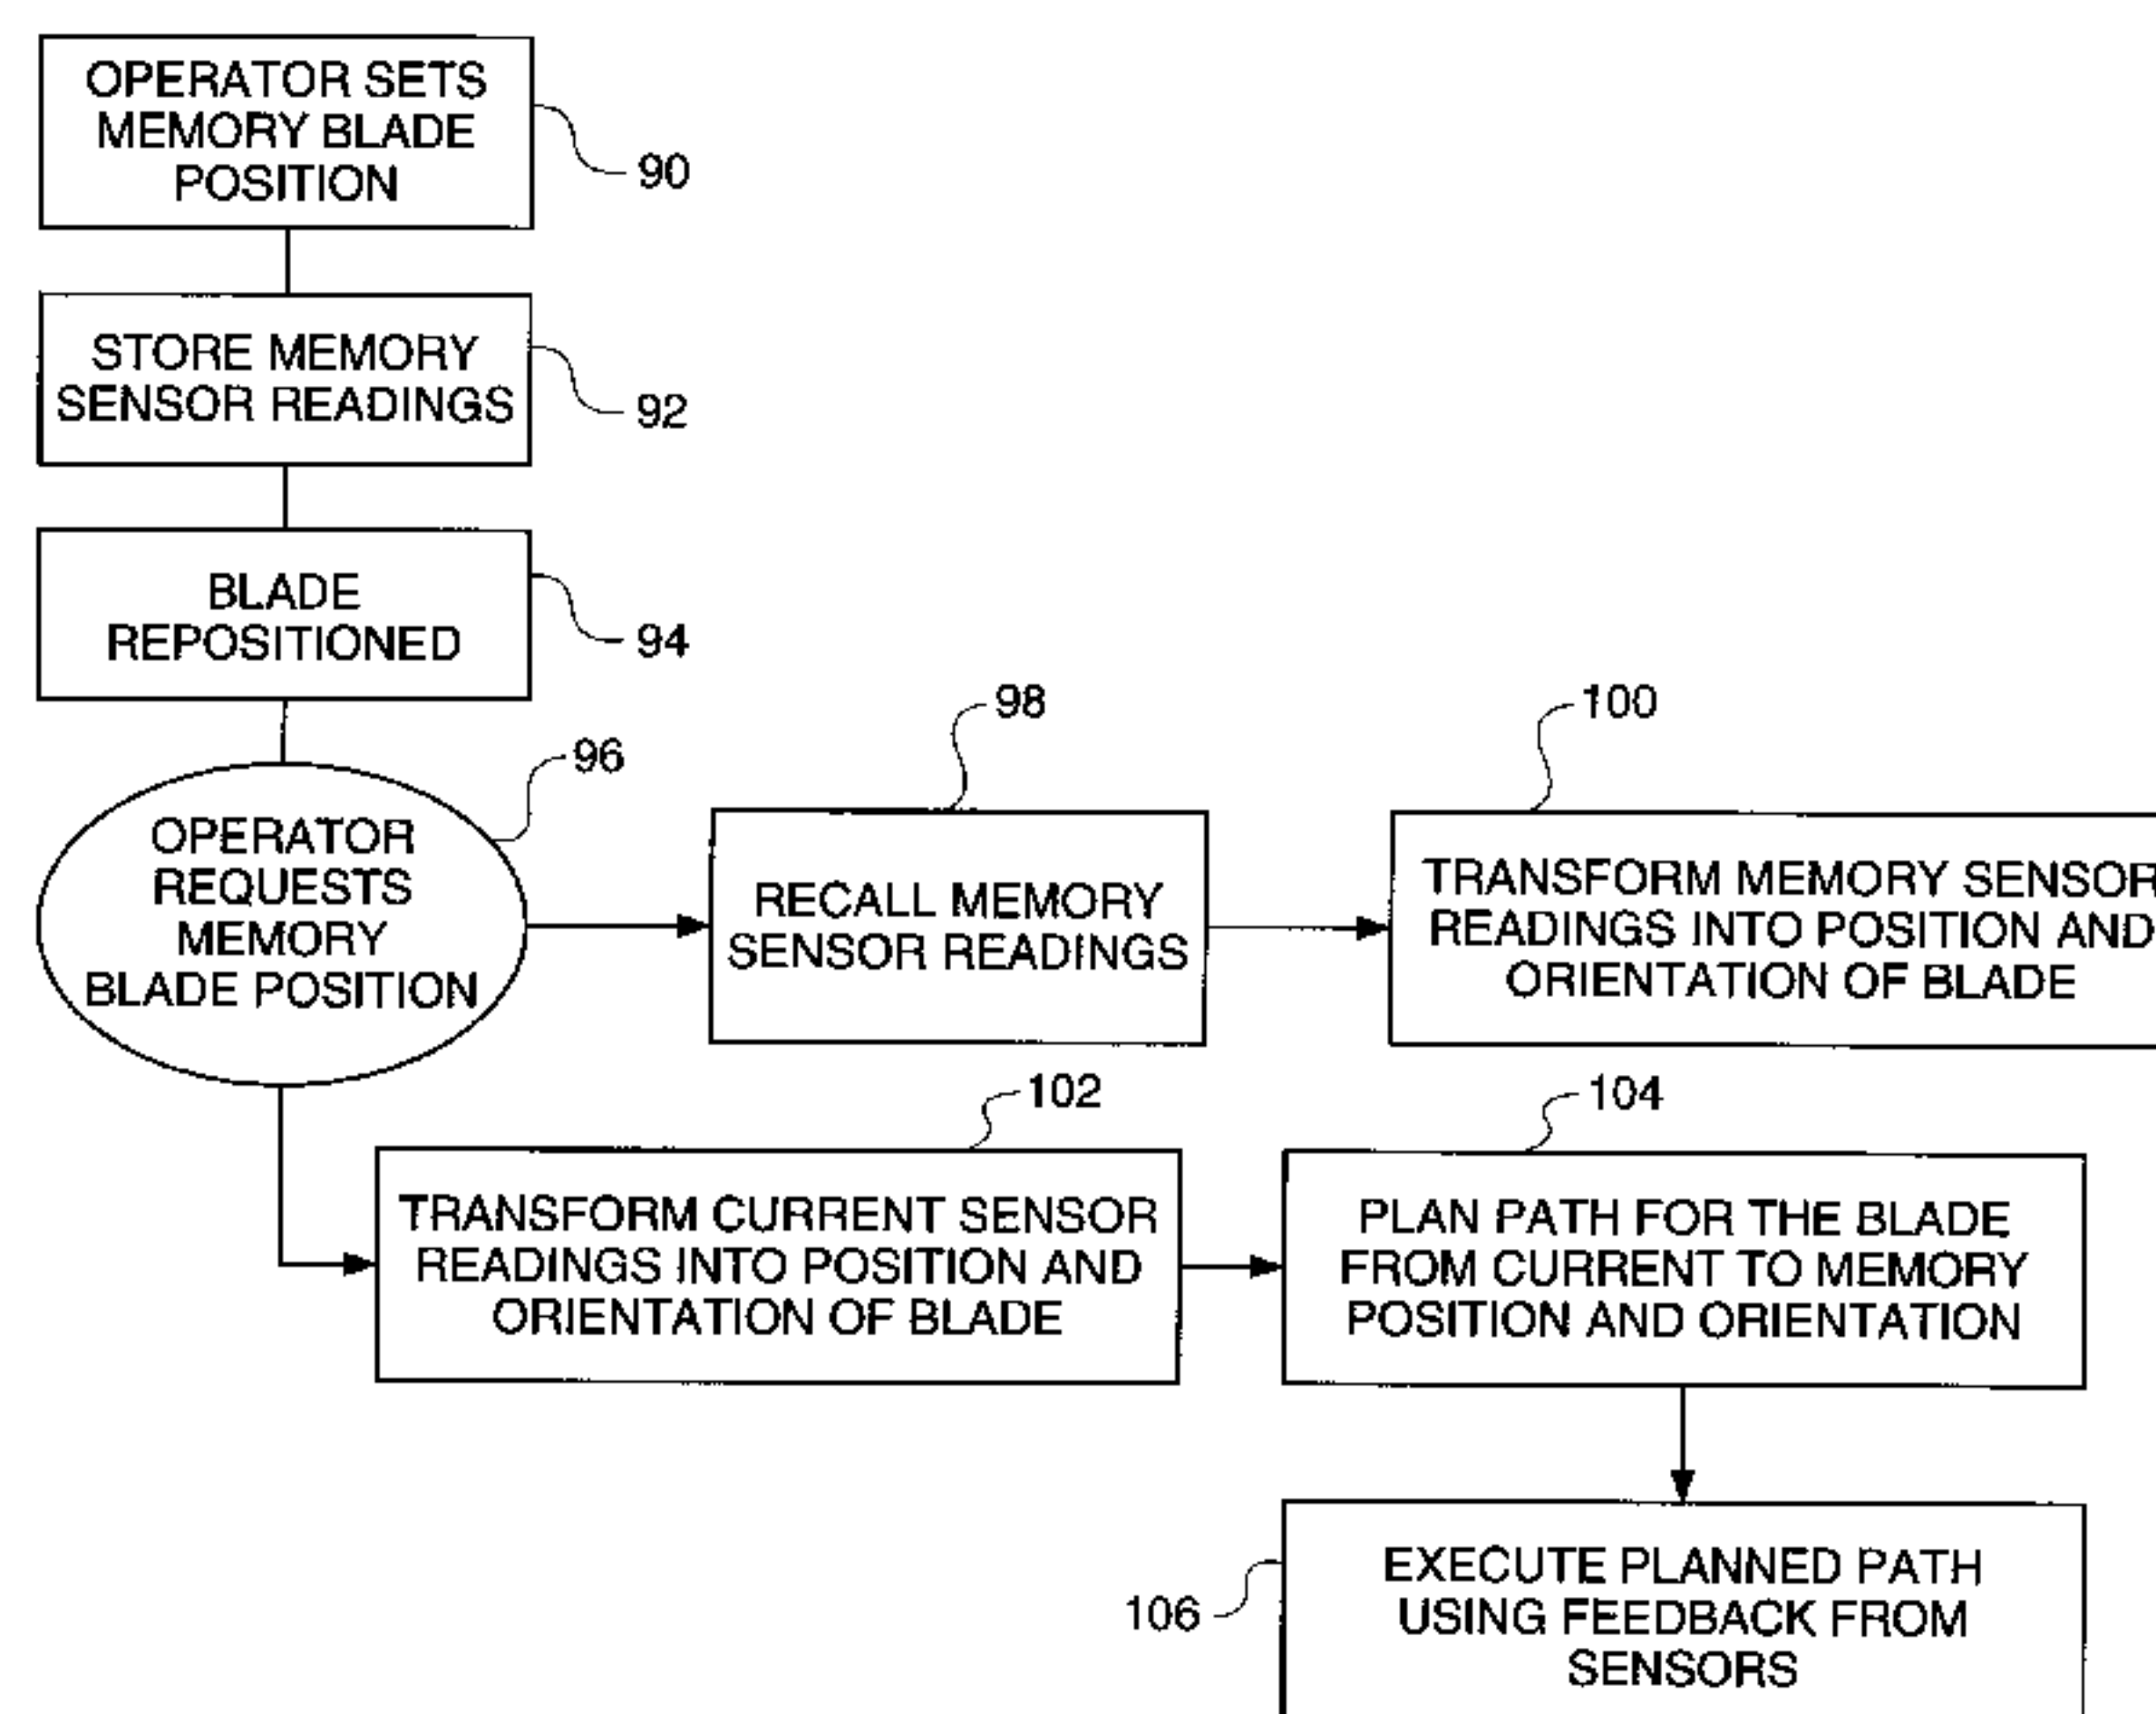 OPERATOR SETS
MEMORY BLADE
POSITION
90
STORE MEMORY
SENSOR READINGS
92
BLADE
REPOSITIONED
94
OPERATOR
REQUESTS
MEMORY
BLADE POSITION
96
98
RECALL MEMORY
SENSOR READINGS
100
TRANSFORM MEMORY SENSOR
READINGS INTO POSITION AND
ORIENTATION OF BLADE
102
TRANSFORM CURRENT SENSOR
READINGS INTO POSITION AND
ORIENTATION OF BLADE
104
PLAN PATH FOR THE BLADE
FROM CURRENT TO MEMORY
POSITION AND ORIENTATION
106
EXECUTE PLANNED PATH
USING FEEDBACK FROM
SENSORS